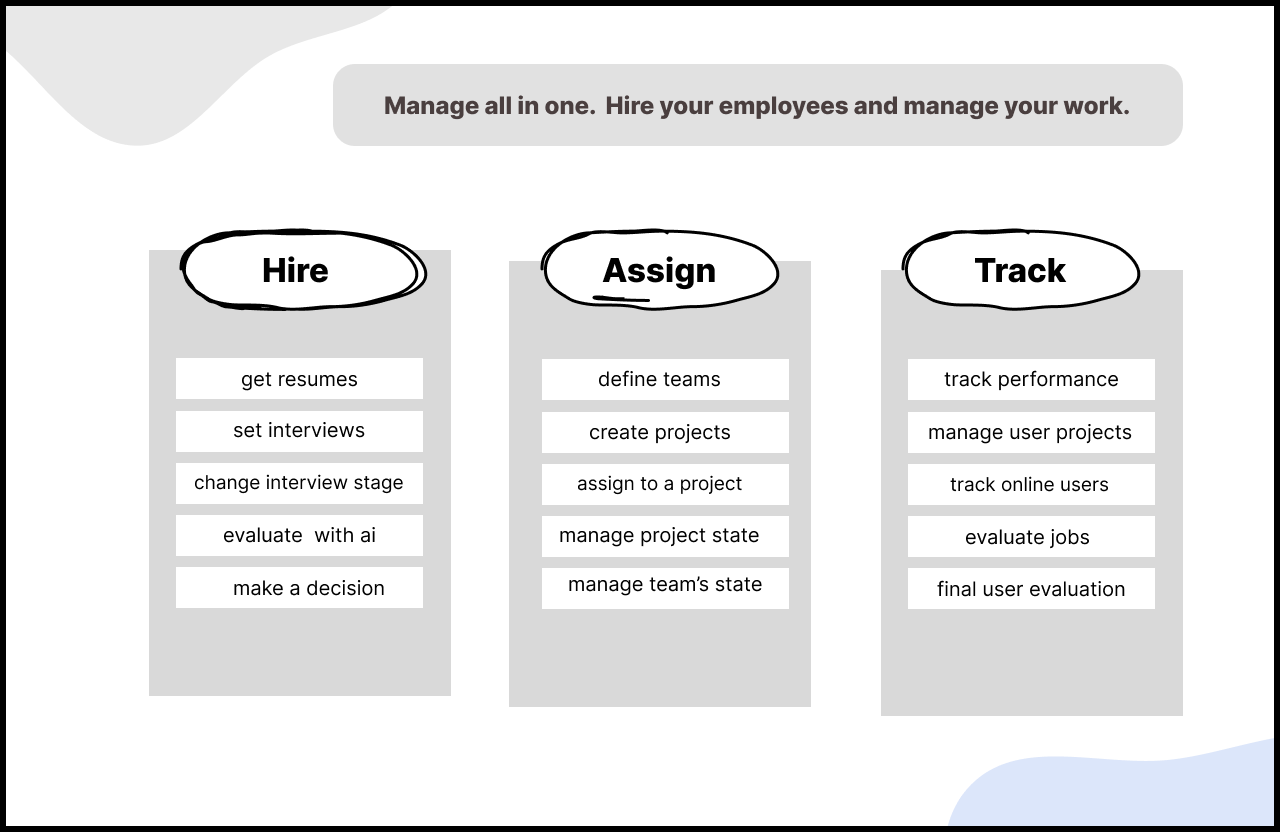 Manage all in one.  Hire your employees and manage your work.
Hire
get resumes
set interviews
change interview stage
evaluate  with ai
make a decision
Assign
define teams
create projects
assign to a project
manage project state
manage team’s state
Track
track performance
manage user projects
track online users
evaluate jobs
final user evaluation